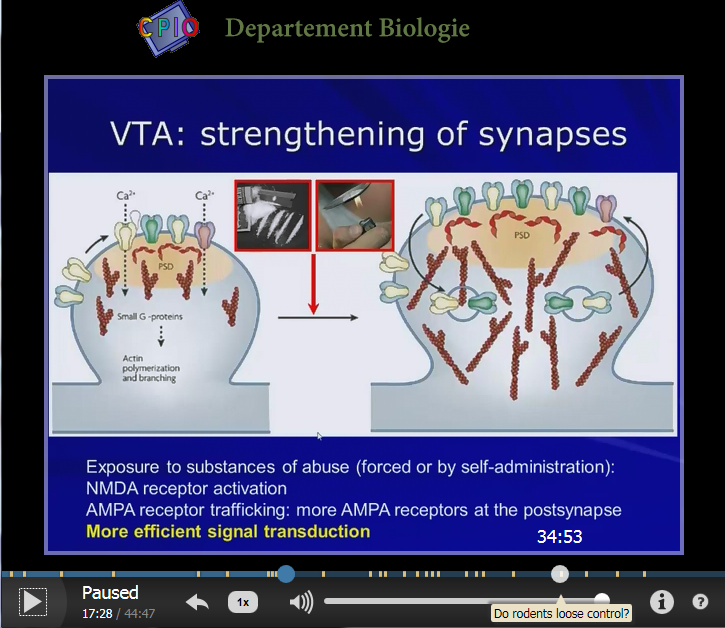 CPIO
Departement Biologie
VTA: strengthening of synapses
Ca²⁺
Ca²⁺
PSD
Small G -proteins
Actin
polymerization
and branching
PSD
Exposure to substances of abuse (forced or by self-administration):
NMDA receptor activation
AMPA receptor trafficking: more AMPA receptors at the postsynapse
More efficient signal transduction
34:53
Paused
17:28 / 44:47
1x
Do rodents loose control?
i
?